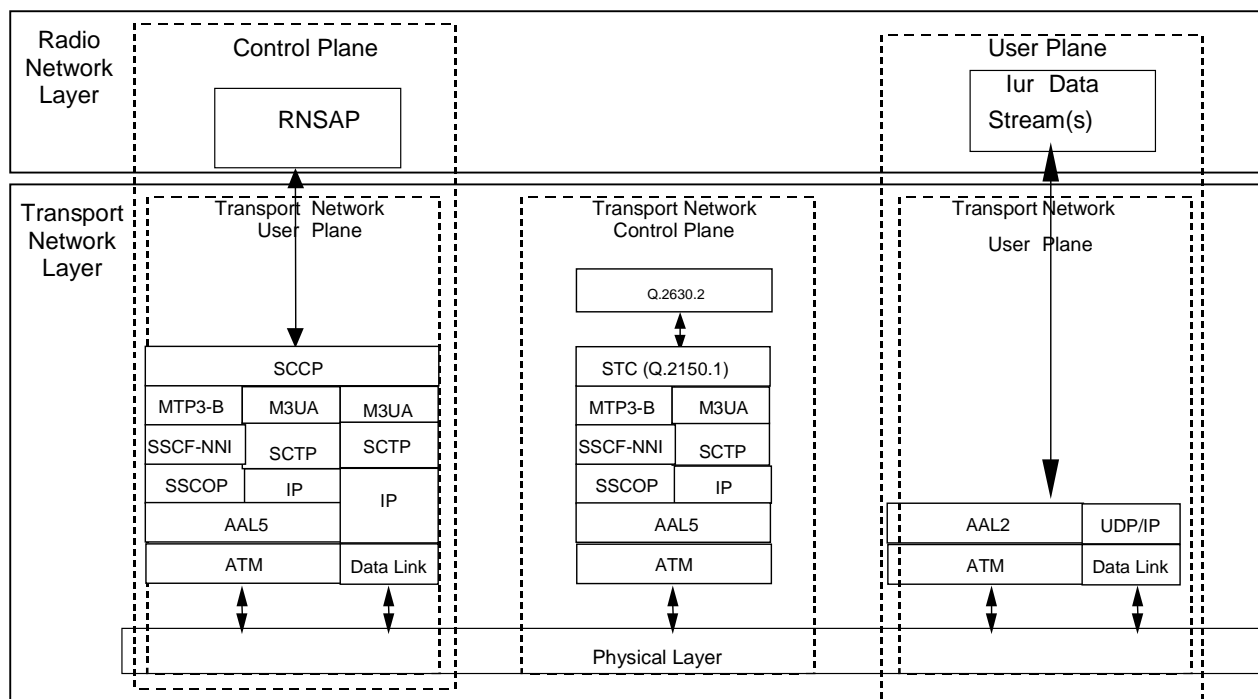 Radio
Network
Layer
Control Plane
RNSAP
User Plane
Iur Data
Stream(s)
Transport
Network
Layer
Transport Network
User Plane
Transport Network
Control Plane
Transport Network
User Plane
Q.2630.2
SCCP
MTP3-B
M3UA
M3UA
SSCF-NNI
SCTP
SCTP
SSCOP
IP
IP
AAL5
ATM
Data Link
STC (Q.2150.1)
MTP3-B
M3UA
SSCF-NNI
SCTP
SSCOP
IP
AAL5
ATM
AAL2
UDP/IP
ATM
Data Link
Physical Layer